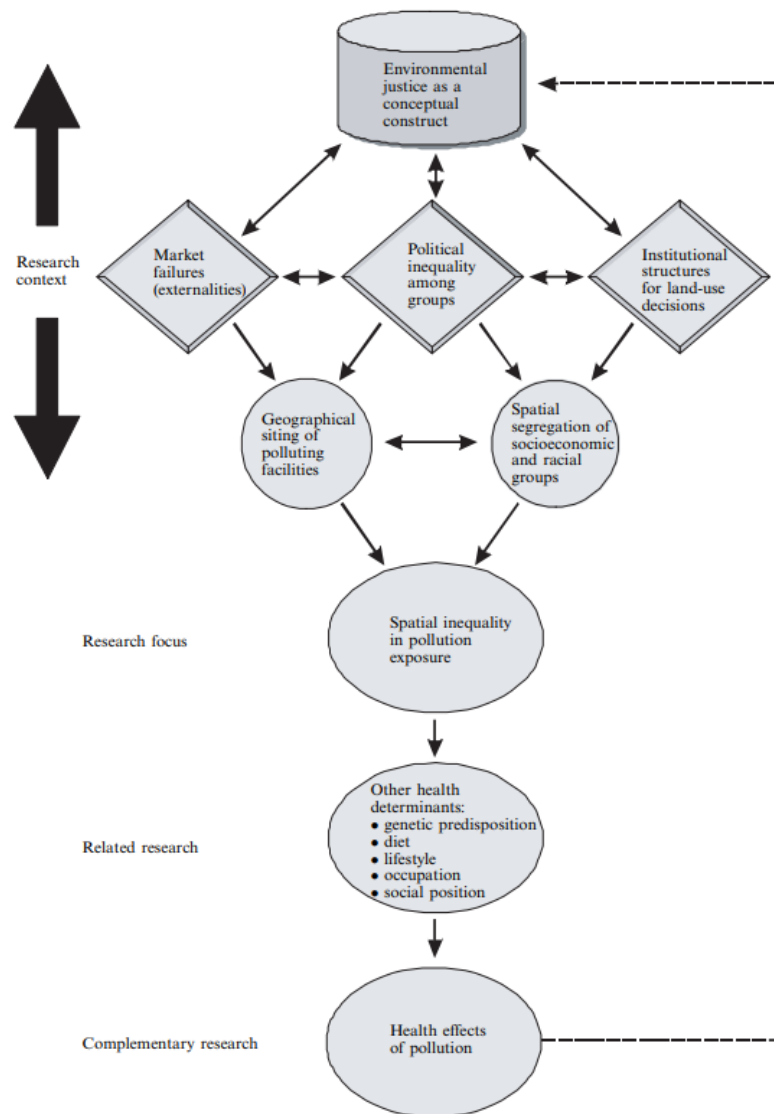 Environmental
justice as a
conceptual
construct
Research
context
Market
failures
(externalities)
Political
inequality
among
groups
Institutional
structures
for land-use
decisions
Geographical
siting of
polluting
facilities
Spatial
segregation of
socioeconomic
and racial
groups
Research focus
Spatial inequality
in pollution
exposure
Related research
Other health
determinants:
• genetic predisposition
• diet
• lifestyle
• occupation
• social position
Complementary research
Health effects
of pollution